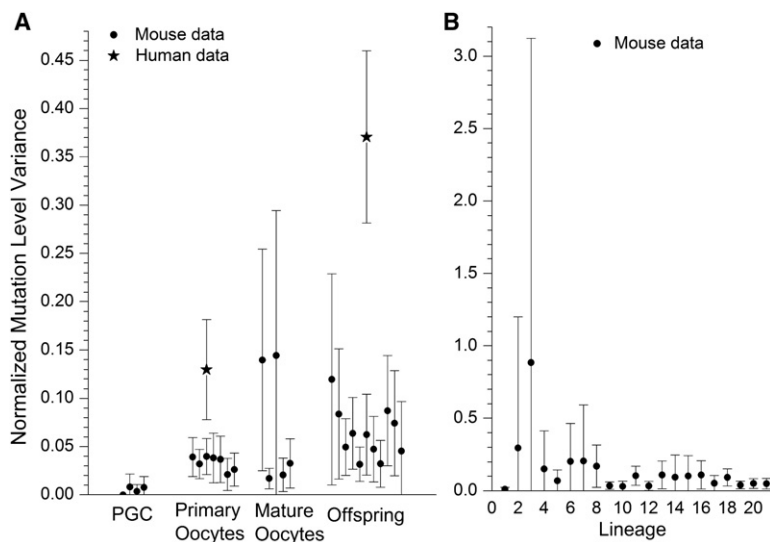 A
Mouse data
Human data
Normalized Mutation Level Variance
0.45
0.40
0.35
0.30
0.25
0.20
0.15
0.10
0.05
0.00
PGC
Primary
Oocytes
Mature
Oocytes
Offspring
B
Mouse data
3.0
2.5
2.0
1.5
1.0
0.5
0.0
0 2 4 6 8 10 12 14 16 18 20
Lineage